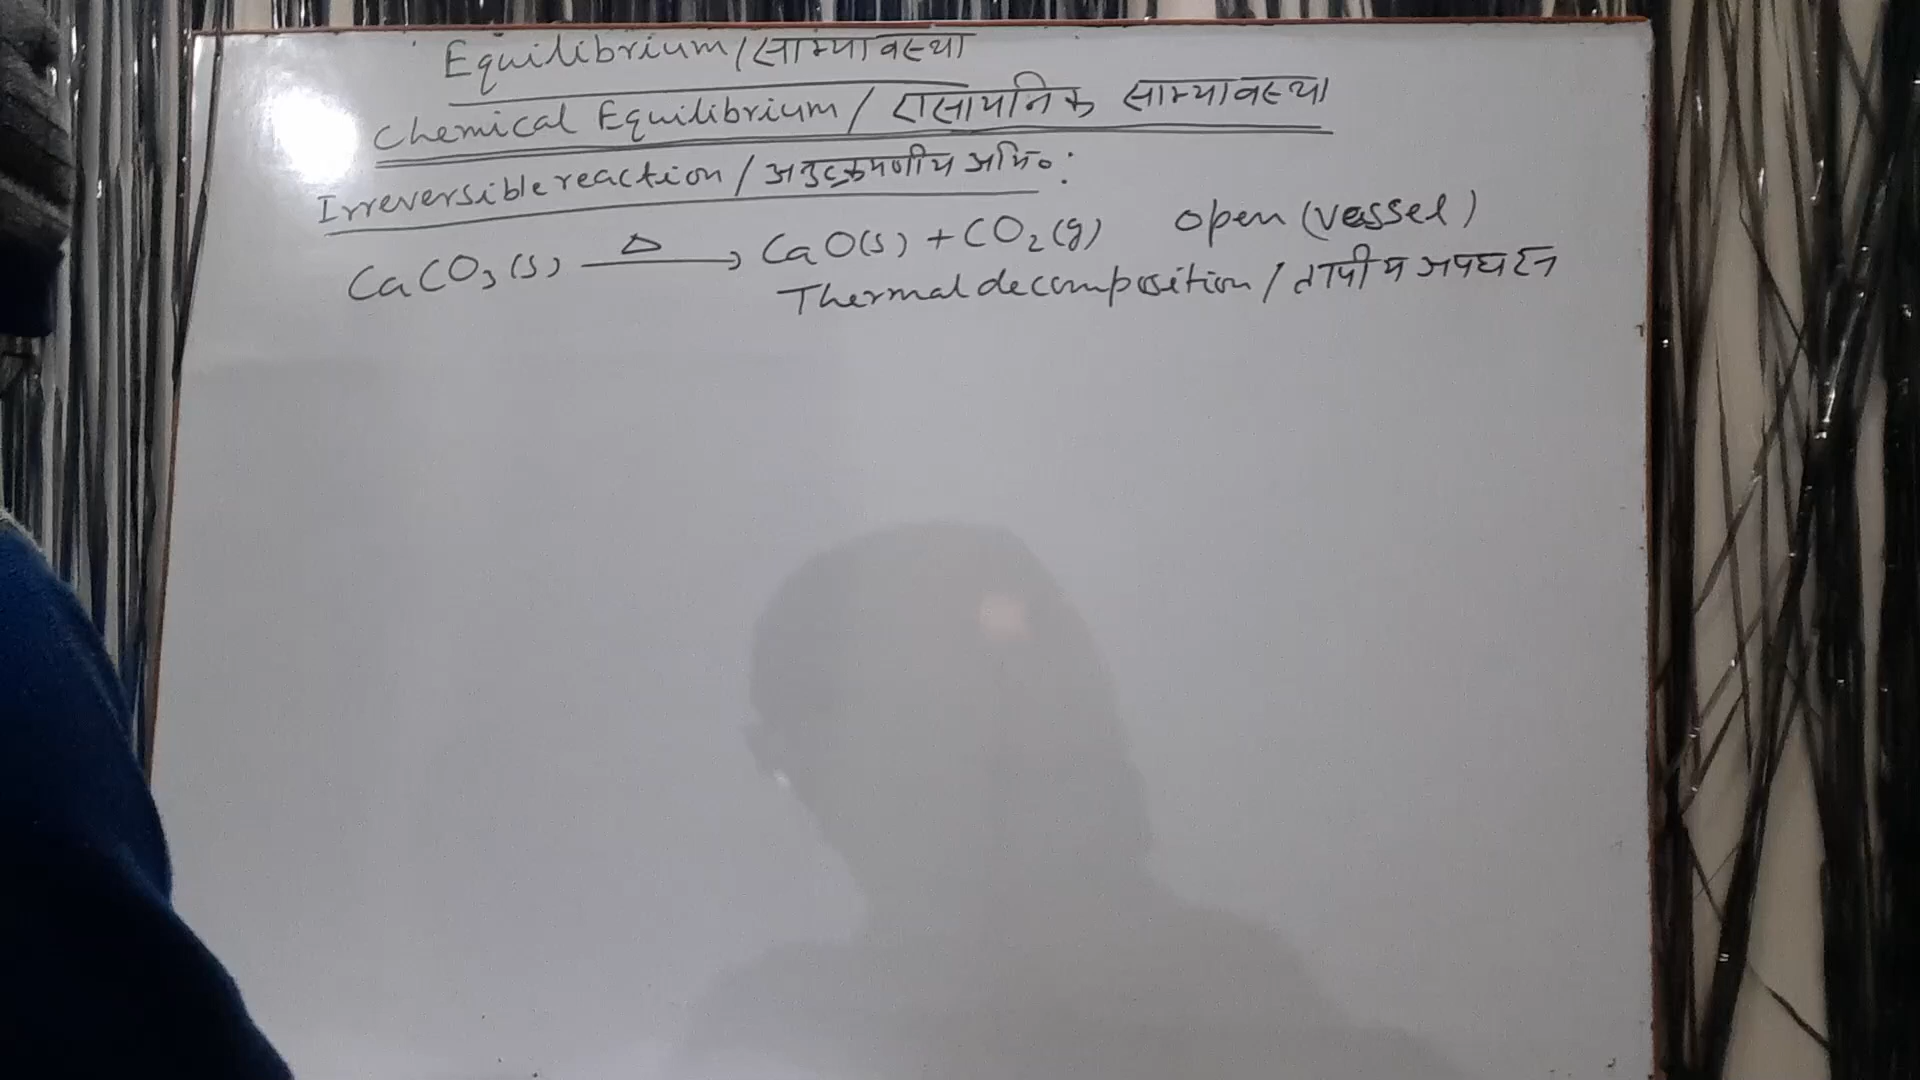 Equilibrium/साम्यावस्था
Chemical Equilibrium / रासायनिक साम्यावस्था
Irreversible reaction / अनुत्क्रमणीय अभि०:
CaCO₃(s) —Δ→ CaO(s) + CO₂(g) open (vessel)
Thermal decomposition / तापीय अपघटन